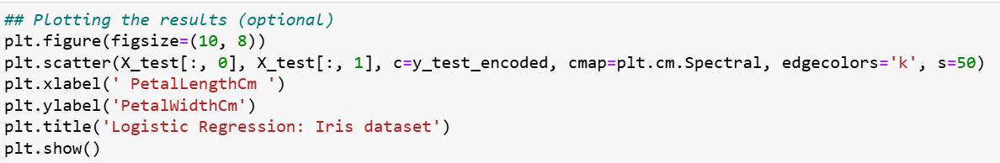 ## Plotting the results (optional)
plt.figure(figsize=(10, 8))
plt.scatter(X_test[:, 0], X_test[:, 1], c=y_test_encoded, cmap=plt.cm.Spectral, edgecolors='k', s=50)
plt.xlabel(' PetalLengthCm ')
plt.ylabel('PetalWidthCm')
plt.title('Logistic Regression: Iris dataset')
plt.show()